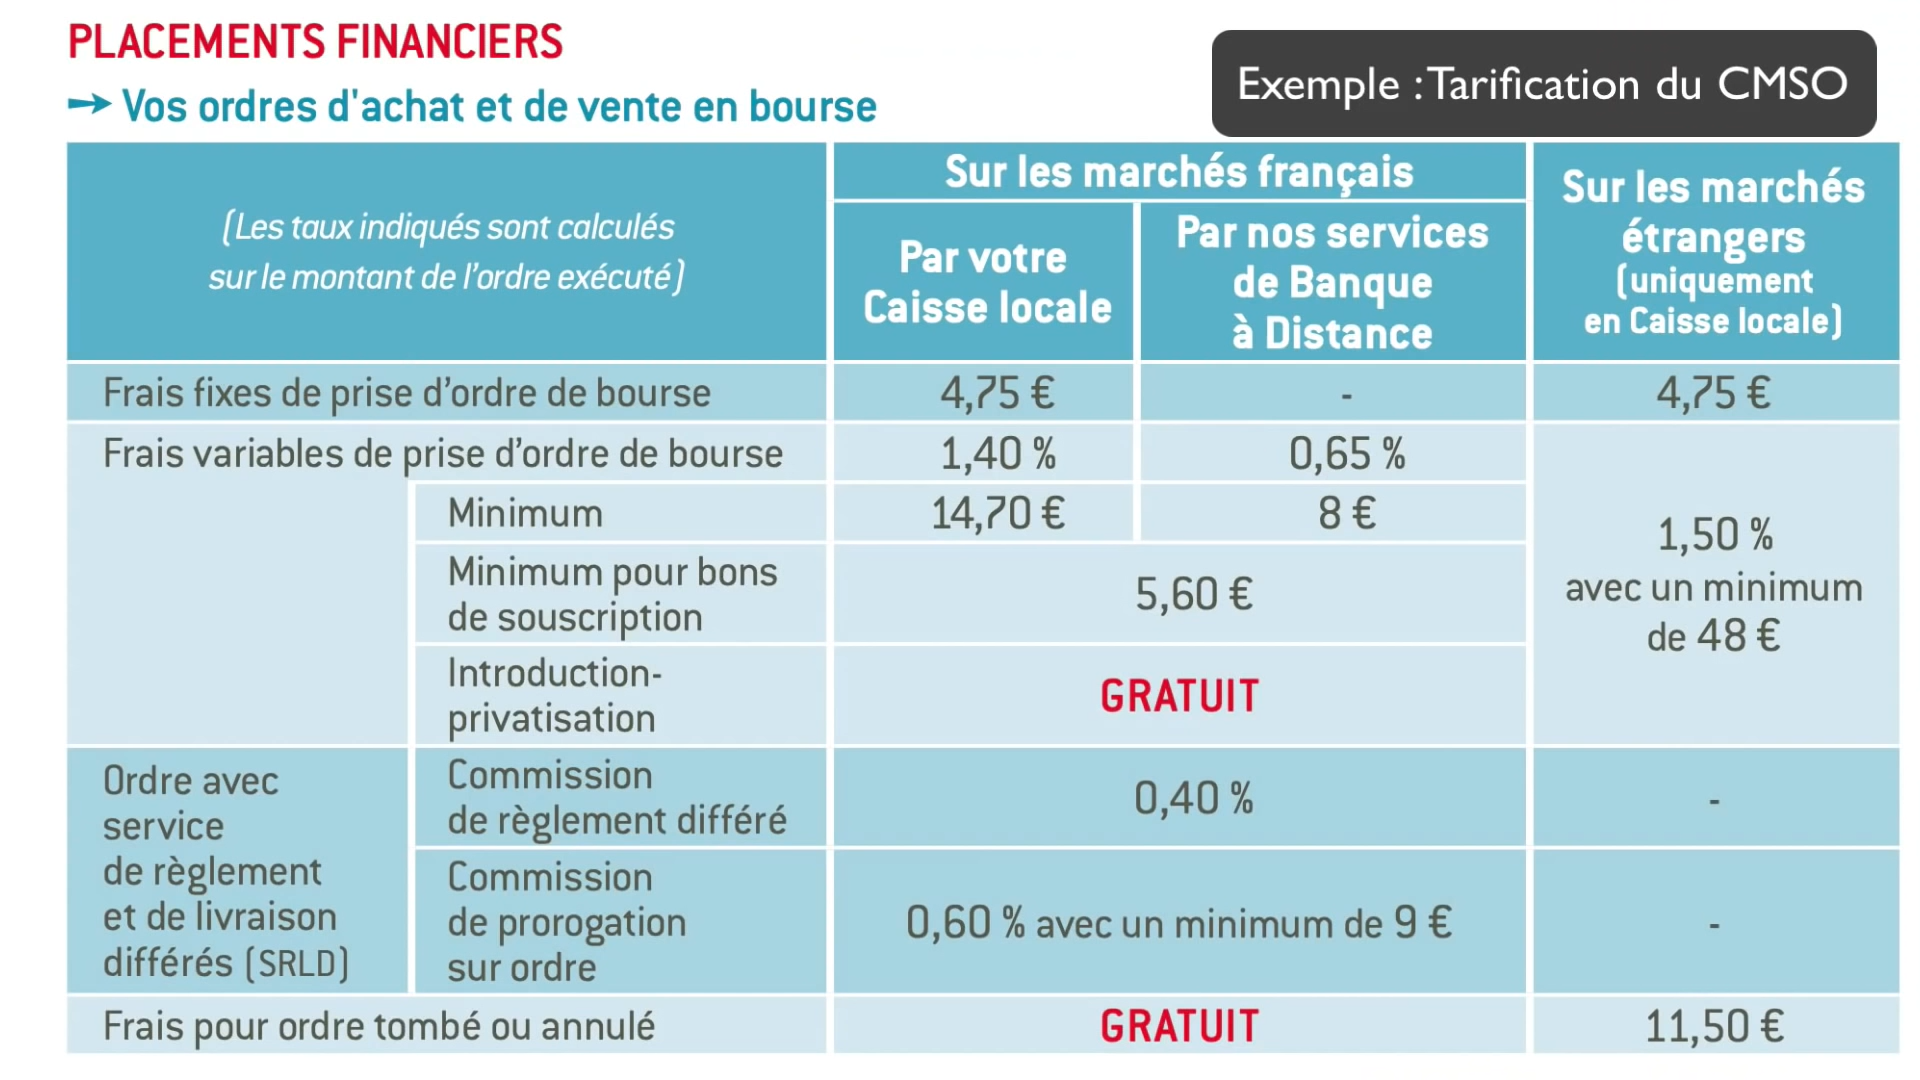 PLACEMENTS FINANCIERS
Exemple : Tarification du CMSO
→ Vos ordres d'achat et de vente en bourse
(Les taux indiqués sont calculés
sur le montant de l’ordre exécuté)
Sur les marchés français
Par votre
Caisse locale
Par nos services
de Banque
à Distance
Sur les marchés
étrangers
(uniquement
en Caisse locale)
Frais fixes de prise d’ordre de bourse
4,75 €
-
4,75 €
Frais variables de prise d’ordre de bourse
1,40 %
0,65 %
1,50 %
avec un minimum
de 48 €
Minimum
14,70 €
8 €
Minimum pour bons
de souscription
5,60 €
Introduction-
privatisation
GRATUIT
Ordre avec
service
de règlement
et de livraison
différés (SRLD)
Commission
de règlement différé
0,40 %
-
Commission
de prorogation
sur ordre
0,60 % avec un minimum de 9 €
-
Frais pour ordre tombé ou annulé
GRATUIT
11,50 €